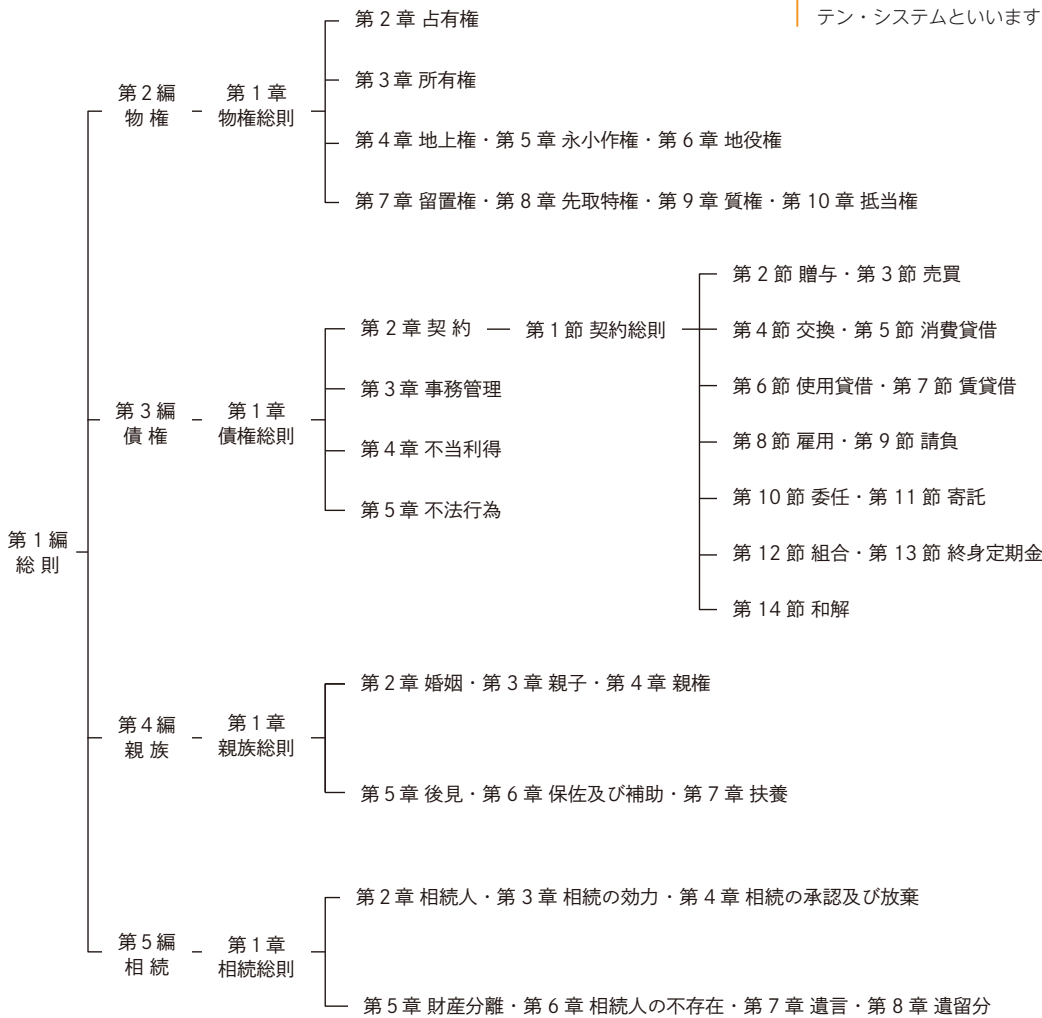 テン・システムといいます
第２章 占有権
第３章 所有権
第２編
物 権
第１章
物権総則
第４章 地上権・第５章 永小作権・第６章 地役権
第７章 留置権・第８章 先取特権・第９章 質権・第10章 抵当権
第２節 贈与・第３節 売買
第２章 契 約
第１節 契約総則
第４節 交換・第５節 消費貸借
第３章 事務管理
第６節 使用貸借・第７節 賃貸借
第３編
債 権
第１章
債権総則
第４章 不当利得
第８節 雇用・第９節 請負
第５章 不法行為
第10節 委任・第11節 寄託
第１編
総 則
第12節 組合・第13節 終身定期金
第14節 和解
第２章 婚姻・第３章 親子・第４章 親権
第４編
親 族
第１章
親族総則
第５章 後見・第６章 保佐及び補助・第７章 扶養
第２章 相続人・第３章 相続の効力・第４章 相続の承認及び放棄
第５編
相 続
第１章
相続総則
第５章 財産分離・第６章 相続人の不存在・第７章 遺言・第８章 遺留分